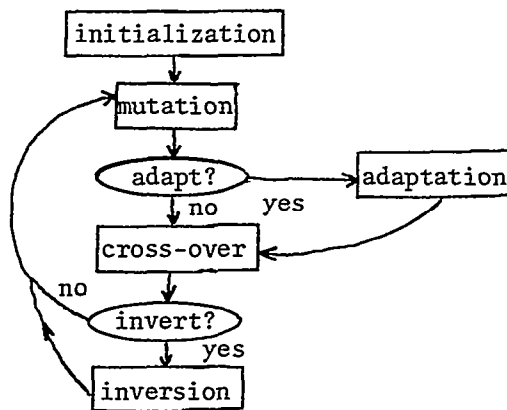 initialization
mutation
adapt?
adaptation
no
yes
cross-over
no
invert?
yes
inversion